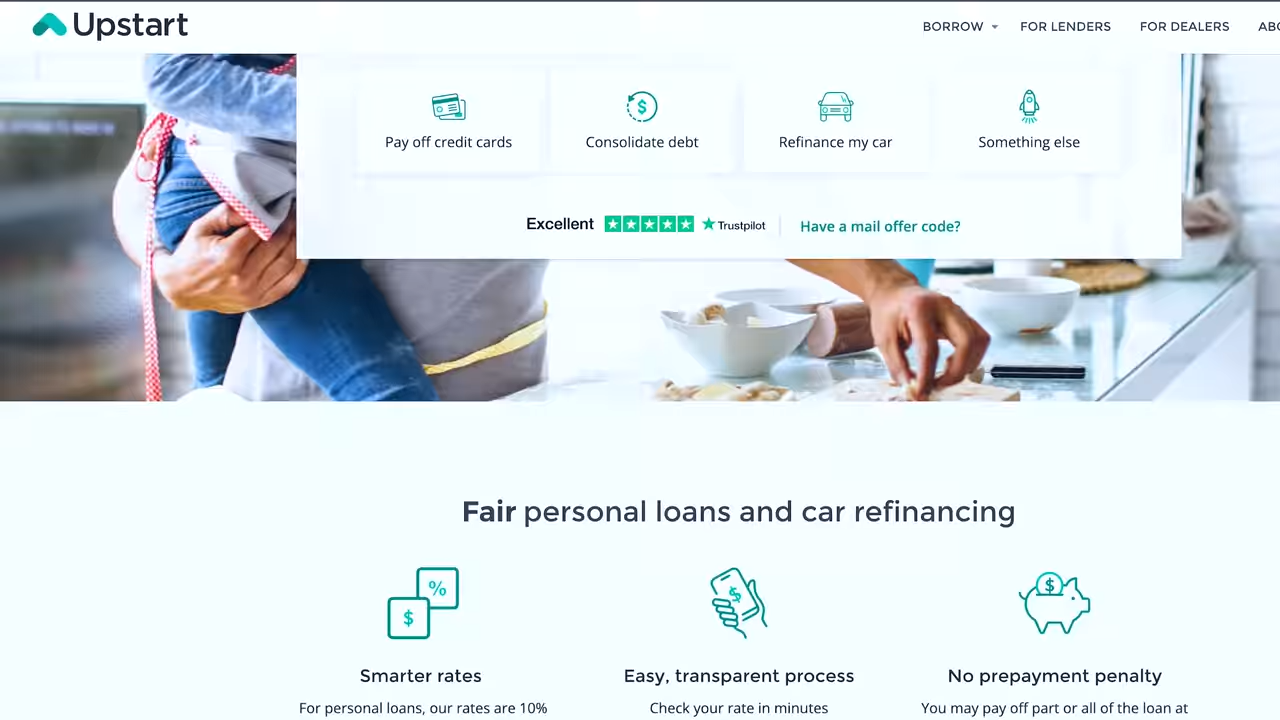 Upstart
BORROW
FOR LENDERS
FOR DEALERS
Pay off credit cards
Consolidate debt
Refinance my car
Something else
Excellent
Trustpilot
Have a mail offer code?
Fair personal loans and car refinancing
%
$
$
$
Smarter rates
Easy, transparent process
No prepayment penalty
For personal loans, our rates are 10%
Check your rate in minutes
You may pay off part or all of the loan at